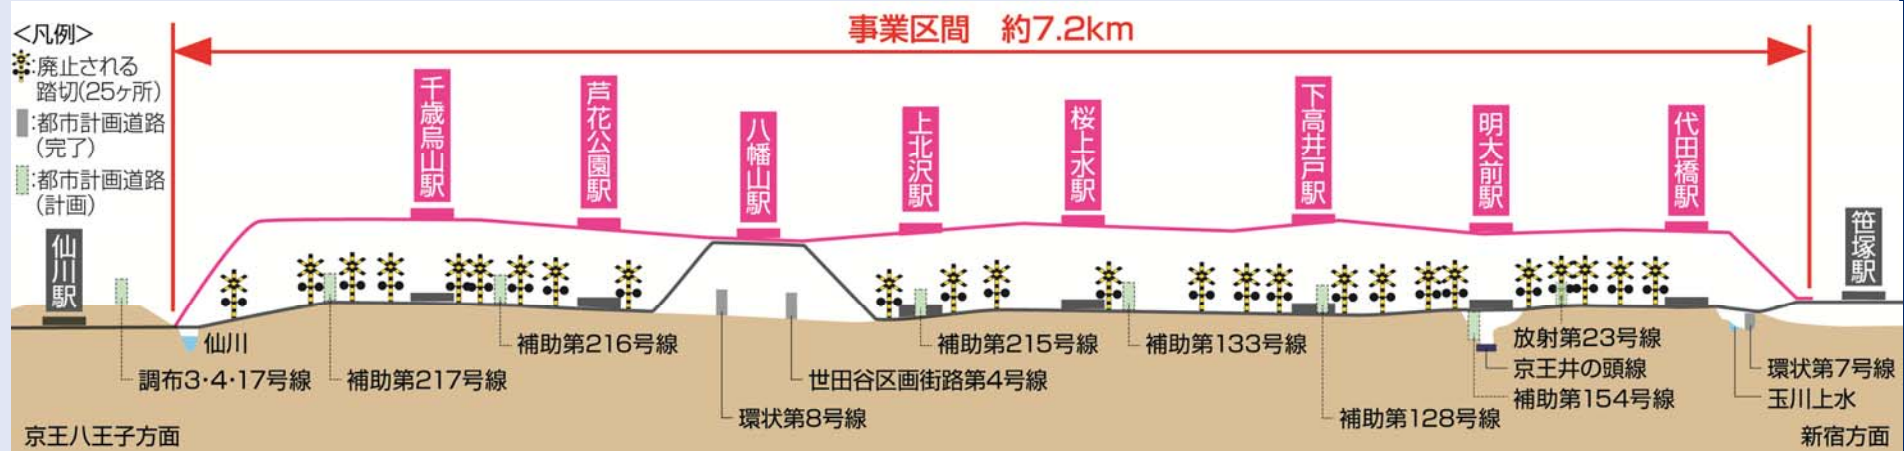 事業区間 約7.2km
<凡例>
:廃止される
踏切(25ヶ所)
:都市計画道路
(完了)
:都市計画道路
(計画)
仙川駅
千歳烏山駅
芦花公園駅
八幡山駅
上北沢駅
桜上水駅
下高井戸駅
明大前駅
代田橋駅
笹塚駅
仙川
調布3・4・17号線
補助第217号線
補助第216号線
環状第8号線
世田谷区画街路第4号線
補助第215号線
補助第133号線
補助第128号線
放射第23号線
京王井の頭線
補助第154号線
環状第7号線
玉川上水
京王八王子方面
新宿方面